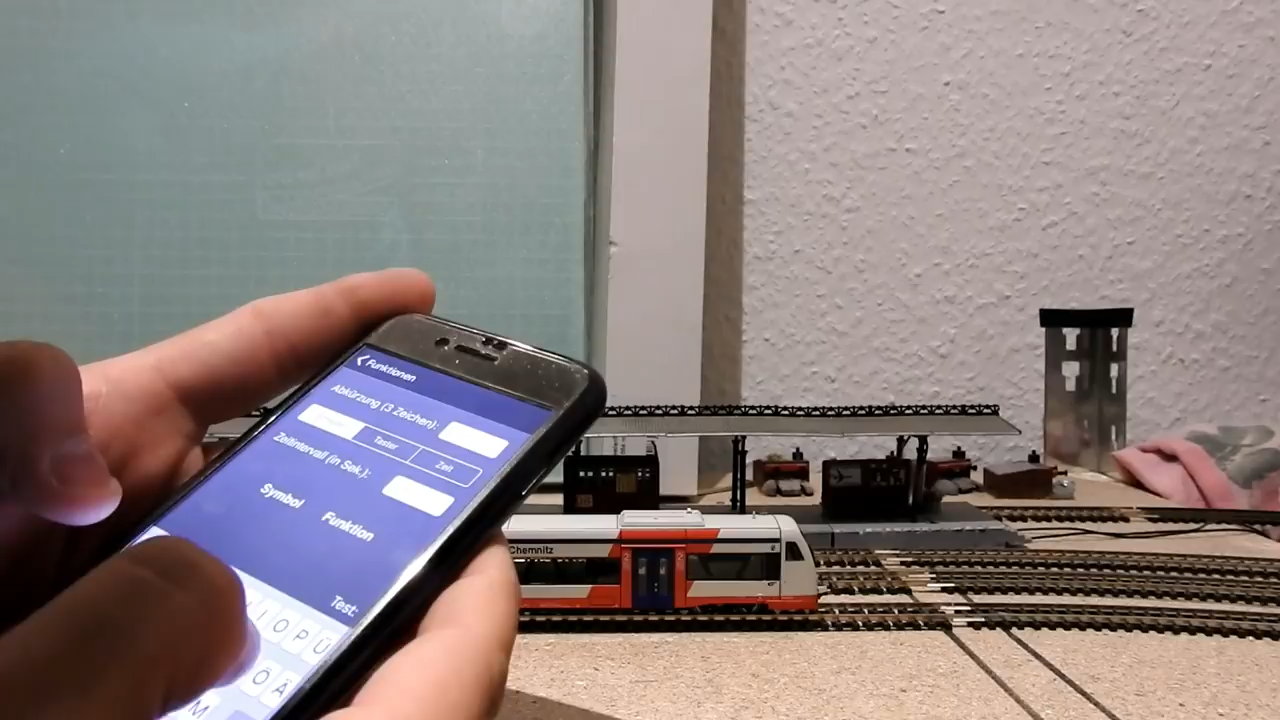 Funktionen
Abkürzung (3 Zeichen):
Taster Zeit
Zeitintervall (in Sek.):
Symbol Funktion
Test:
I O P Ü
Ö Ä
M
Chemnitz